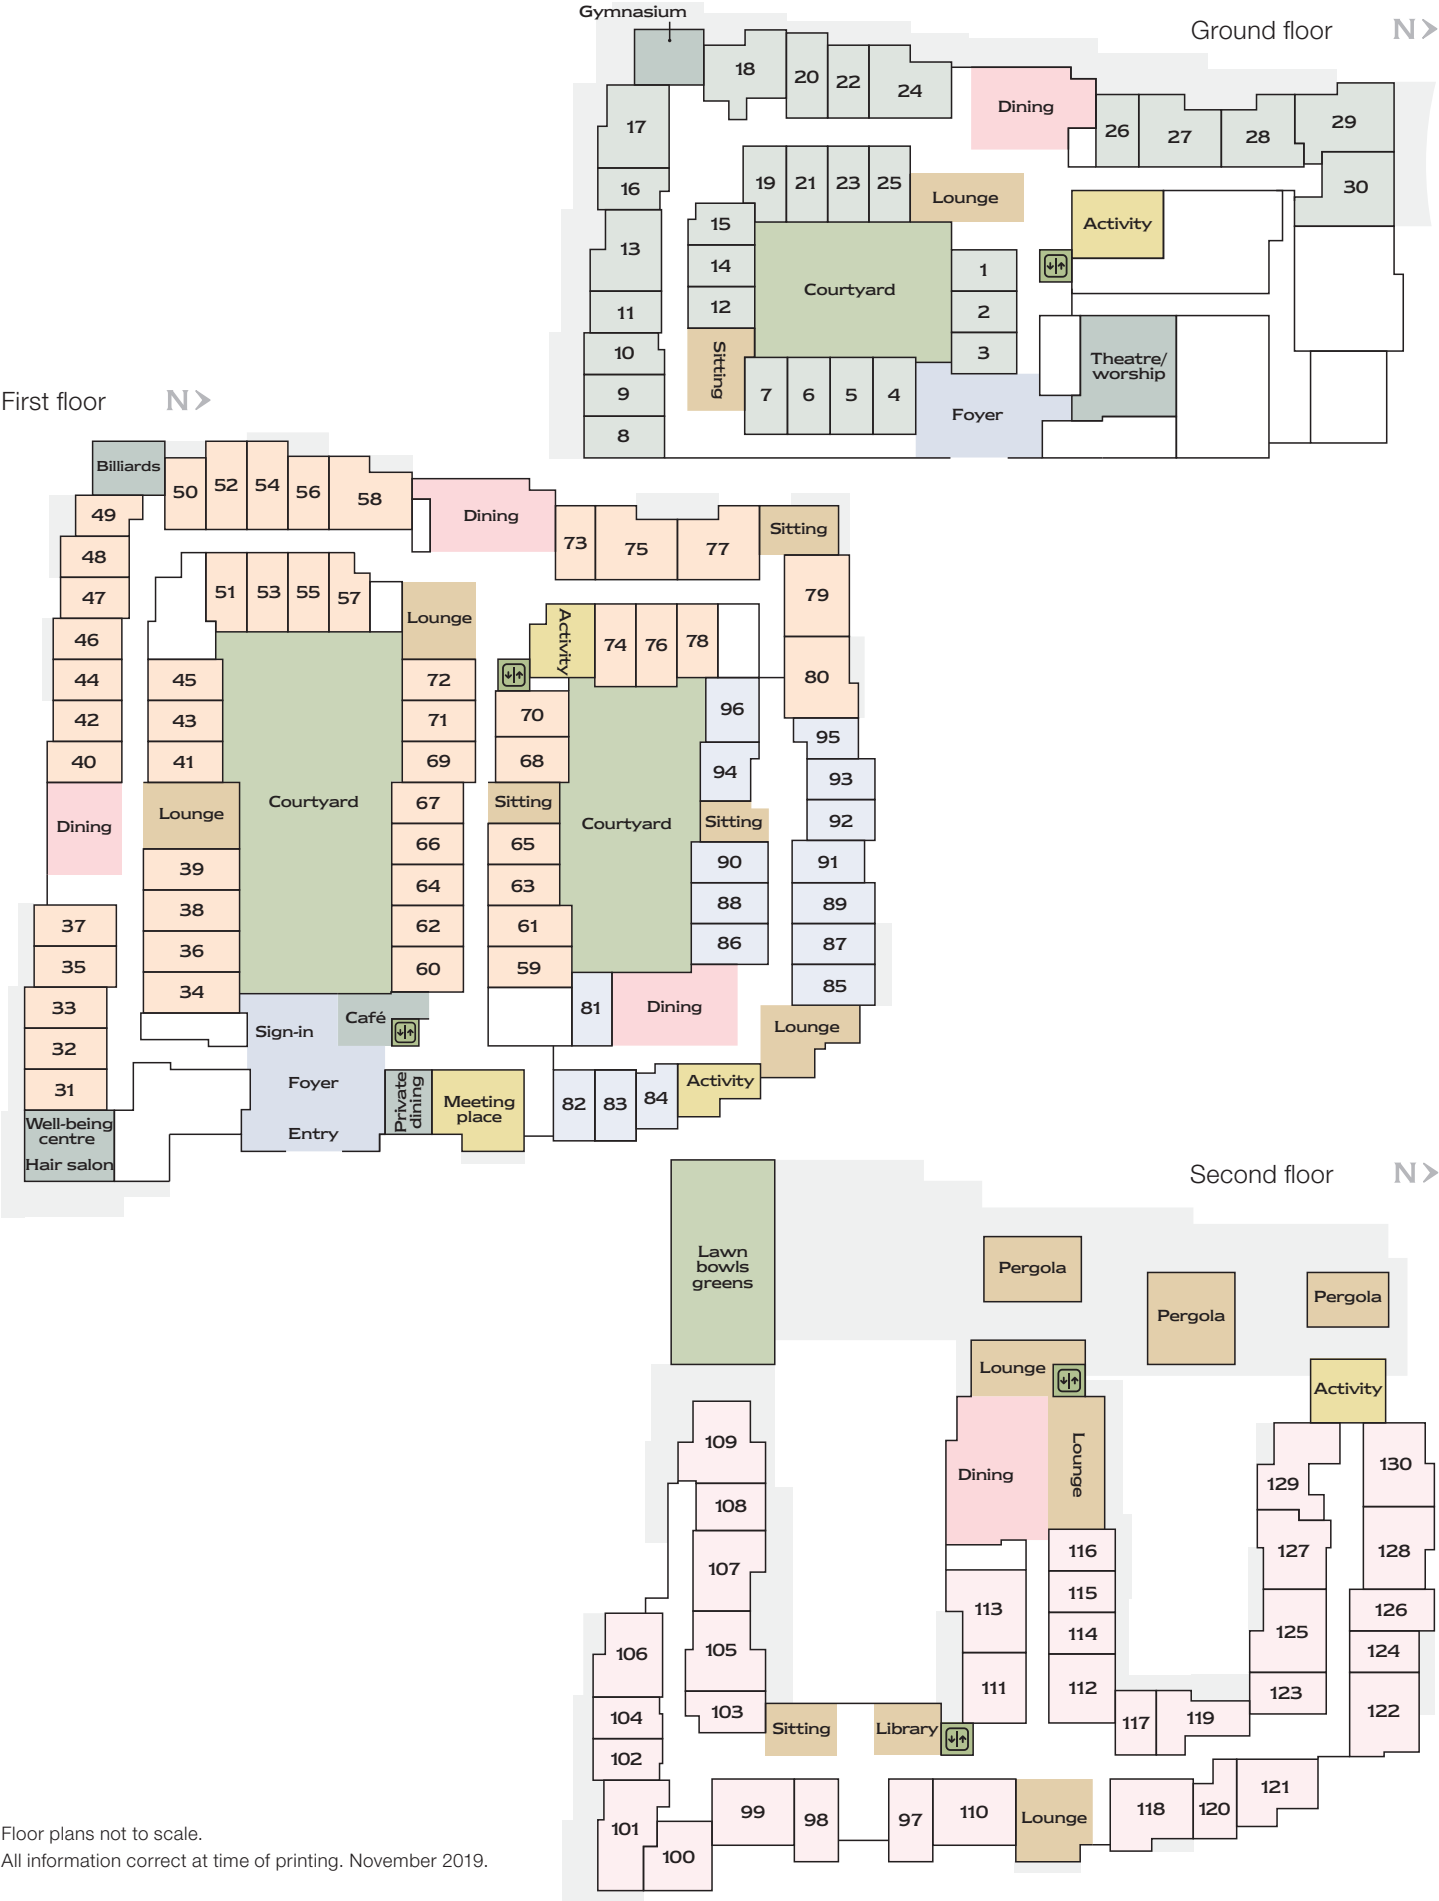 Gymnasium
Ground floor
N
18
20
22
24
Dining
26
27
28
29
30
17
16
13
11
10
9
8
19
21
23
25
Lounge
Activity
15
14
12
Sitting
Courtyard
1
2
3
7
6
5
4
Foyer
Theatre/
worship
First floor
N
Billiards
50
52
54
56
58
Dining
73
75
77
Sitting
49
48
47
46
44
42
40
Dining
51
53
55
57
Lounge
Activity
74
76
78
79
80
45
43
41
Lounge
39
38
36
34
Courtyard
72
71
69
67
66
64
62
60
70
68
Sitting
65
63
61
59
Courtyard
96
94
Sitting
90
88
86
95
93
92
91
89
87
85
37
35
33
32
31
Well-being
centre
Hair salon
Sign-in
Café
Foyer
Entry
Private
dining
Meeting
place
81
Dining
Lounge
82
83
84
Activity
Second floor
N
Lawn
bowls
greens
Pergola
Pergola
Pergola
Lounge
Activity
Dining
Lounge
109
108
107
105
103
106
104
102
101
100
Sitting
Library
99
98
97
110
Lounge
113
111
116
115
114
112
117
119
118
120
121
129
127
125
123
130
128
126
124
122
Floor plans not to scale.
All information correct at time of printing. November 2019.